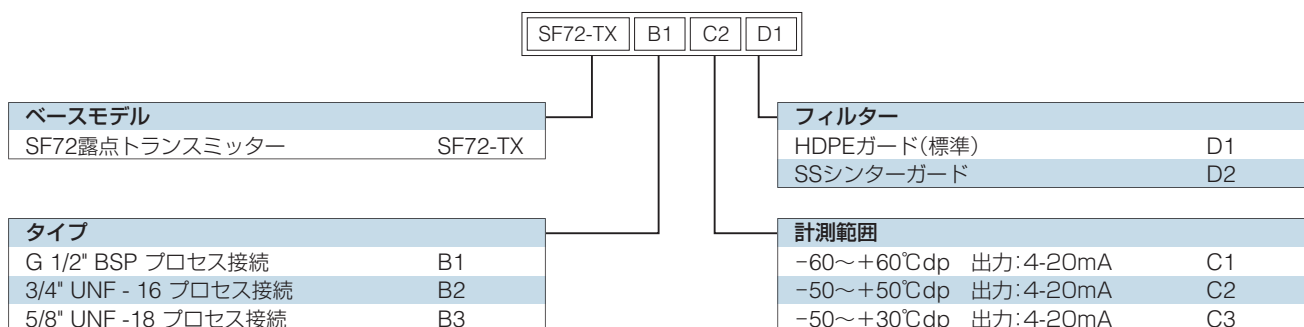 SF72-TX B1 C2 D1
ベースモデル
SF72露点トランスミッター SF72-TX
タイプ
G 1/2" BSP プロセス接続 B1
3/4" UNF - 16 プロセス接続 B2
5/8" UNF -18 プロセス接続 B3
フィルター
HDPEガード(標準) D1
SSシンターガード D2
計測範囲
-60～+60℃dp 出力:4-20mA C1
-50～+50℃dp 出力:4-20mA C2
-50～+30℃dp 出力:4-20mA C3